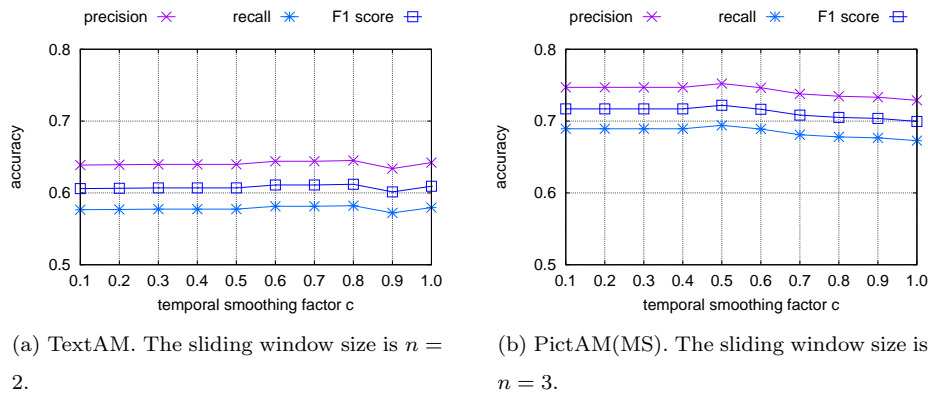 precision recall F1 score
0.8
0.7
0.6
0.5
accuracy
0.1 0.2 0.3 0.4 0.5 0.6 0.7 0.8 0.9 1.0
temporal smoothing factor c
(a) TextAM. The sliding window size is n =
2.
precision recall F1 score
0.8
0.7
0.6
0.5
accuracy
0.1 0.2 0.3 0.4 0.5 0.6 0.7 0.8 0.9 1.0
temporal smoothing factor c
(b) PictAM(MS). The sliding window size is
n = 3.